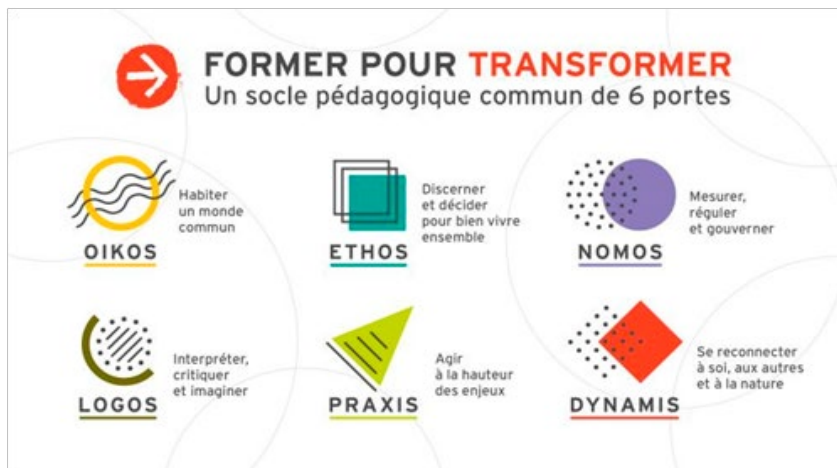 FORMER POUR TRANSFORMER
Un socle pédagogique commun de 6 portes
Habiter
un monde
commun
OIKOS
Discerner
et décider
pour bien vivre
ensemble
ETHOS
Mesurer,
réguler
et gouverner
NOMOS
Interpréter,
critiquer
et imaginer
LOGOS
Agir
à la hauteur
des enjeux
PRAXIS
Se reconnecter
à soi, aux autres
et à la nature
DYNAMIS